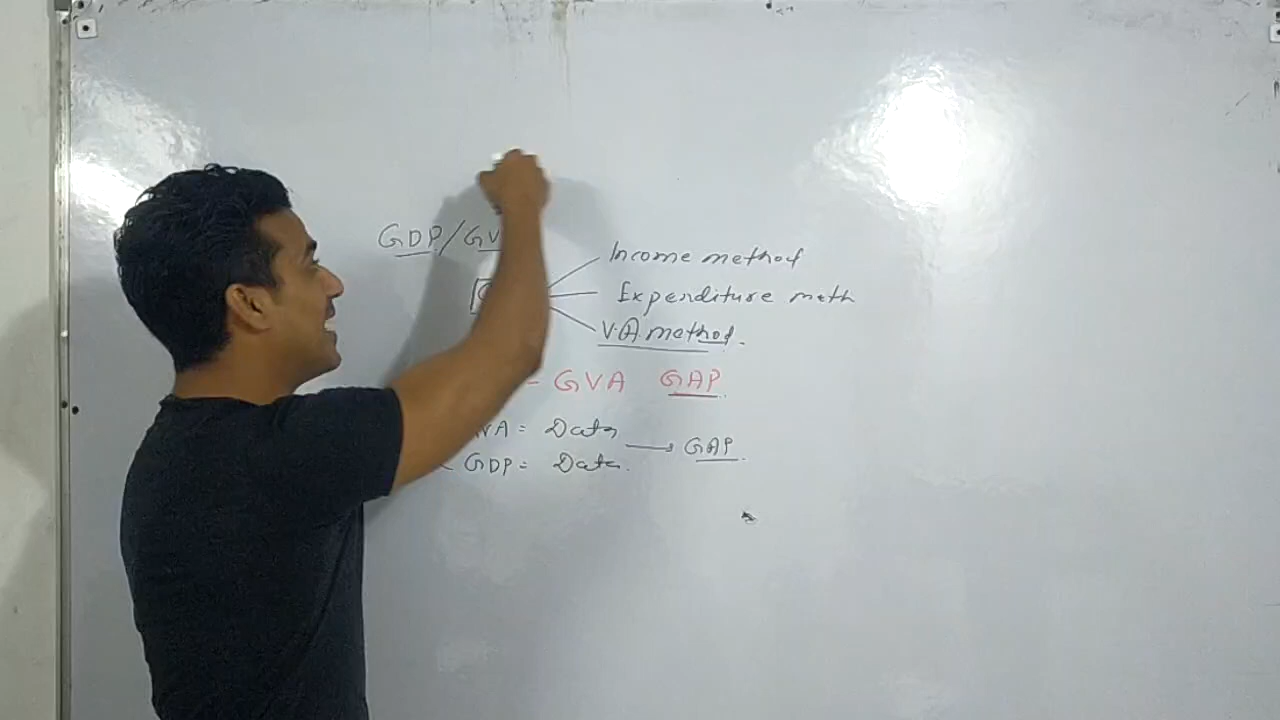 GDP/GV
Income method
Expenditure meth
V.A method.
- GVA GAP
VA = Data → GAP
GDP = Data.